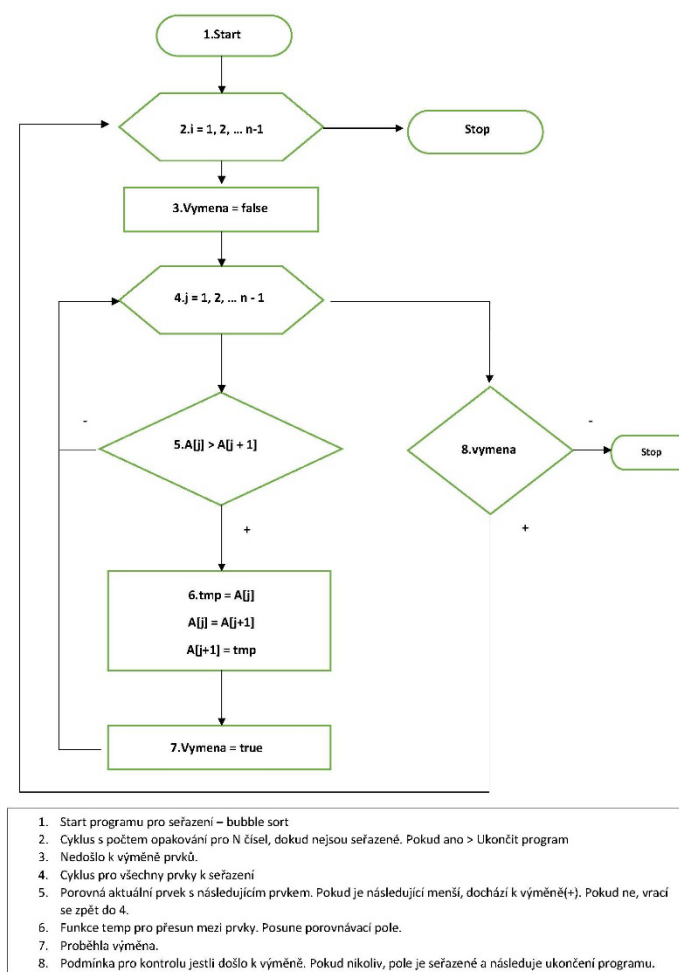 1.Start
2.i = 1, 2, ... n-1
Stop
3.Vymena = false
4.j = 1, 2, ... n - 1
-
-
5.A[j] > A[j + 1]
8.vymena
Stop
+
+
6.tmp = A[j]
A[j] = A[j+1]
A[j+1] = tmp
7.Vymena = true
1. Start programu pro seřazení – bubble sort
2. Cyklus s počtem opakování pro N čísel, dokud nejsou seřazené. Pokud ano > Ukončit program
3. Nedošlo k výměně prvků.
4. Cyklus pro všechny prvky k seřazení
5. Porovná aktuální prvek s následujícím prvkem. Pokud je následující menší, dochází k výměně(+). Pokud ne, vrací
se zpět do 4.
6. Funkce temp pro přesun mezi prvky. Posune porovnávací pole.
7. Proběhla výměna.
8. Podmínka pro kontrolu jestli došlo k výměně. Pokud nikoliv, pole je seřazené a následuje ukončení programu.